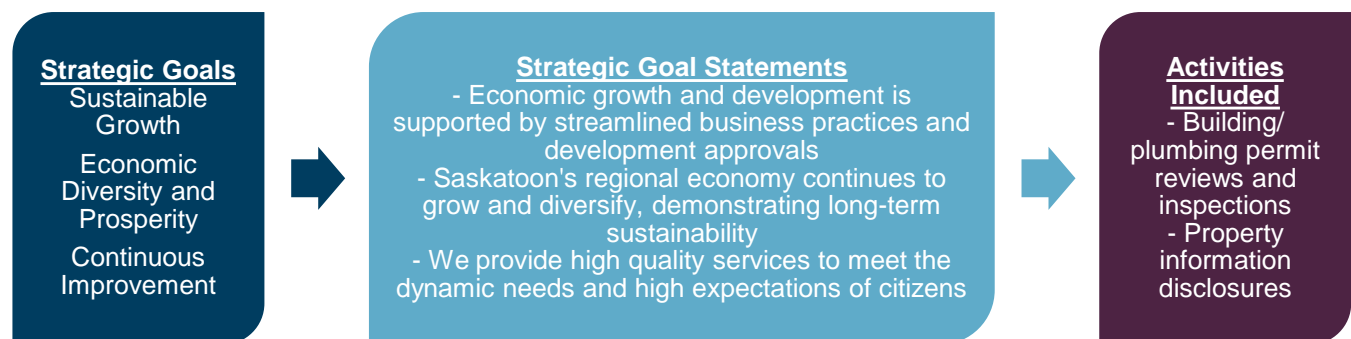 Strategic Goals
Sustainable
Growth
Economic
Diversity and
Prosperity
Continuous
Improvement
Strategic Goal Statements
- Economic growth and development is
supported by streamlined business practices and
development approvals
- Saskatoon's regional economy continues to
grow and diversify, demonstrating long-term
sustainability
- We provide high quality services to meet the
dynamic needs and high expectations of citizens
Activities
Included
- Building/
plumbing permit
reviews and
inspections
- Property
information
disclosures